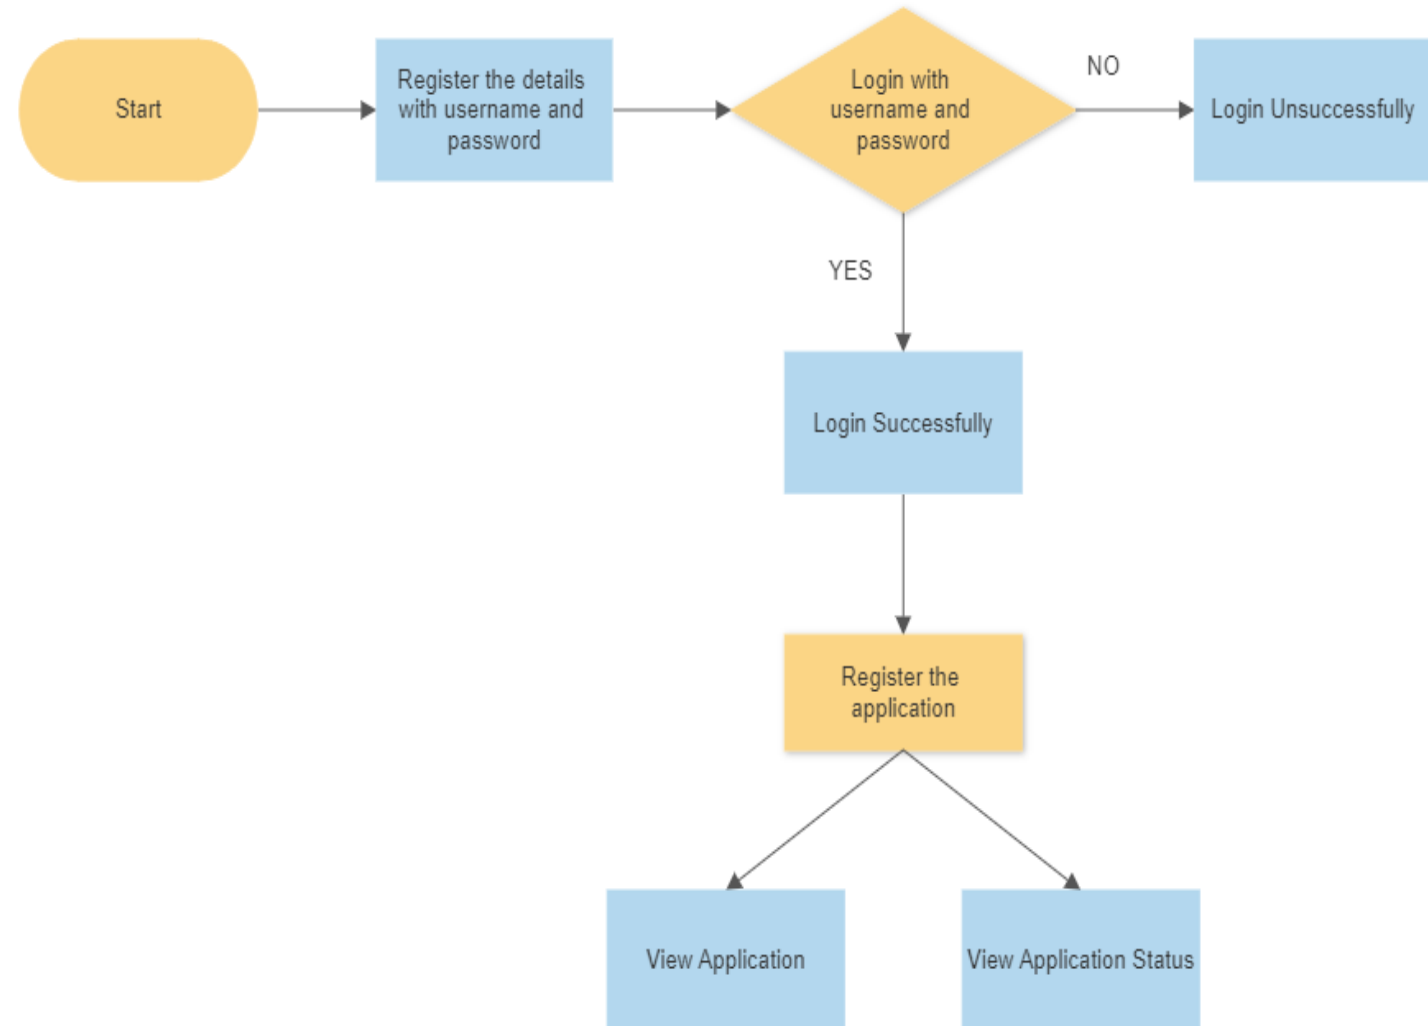 Start
Register the details
with username and
password
Login with
username and
password
NO
Login Unsuccessfully
YES
Login Successfully
Register the
application
View Application
View Application Status